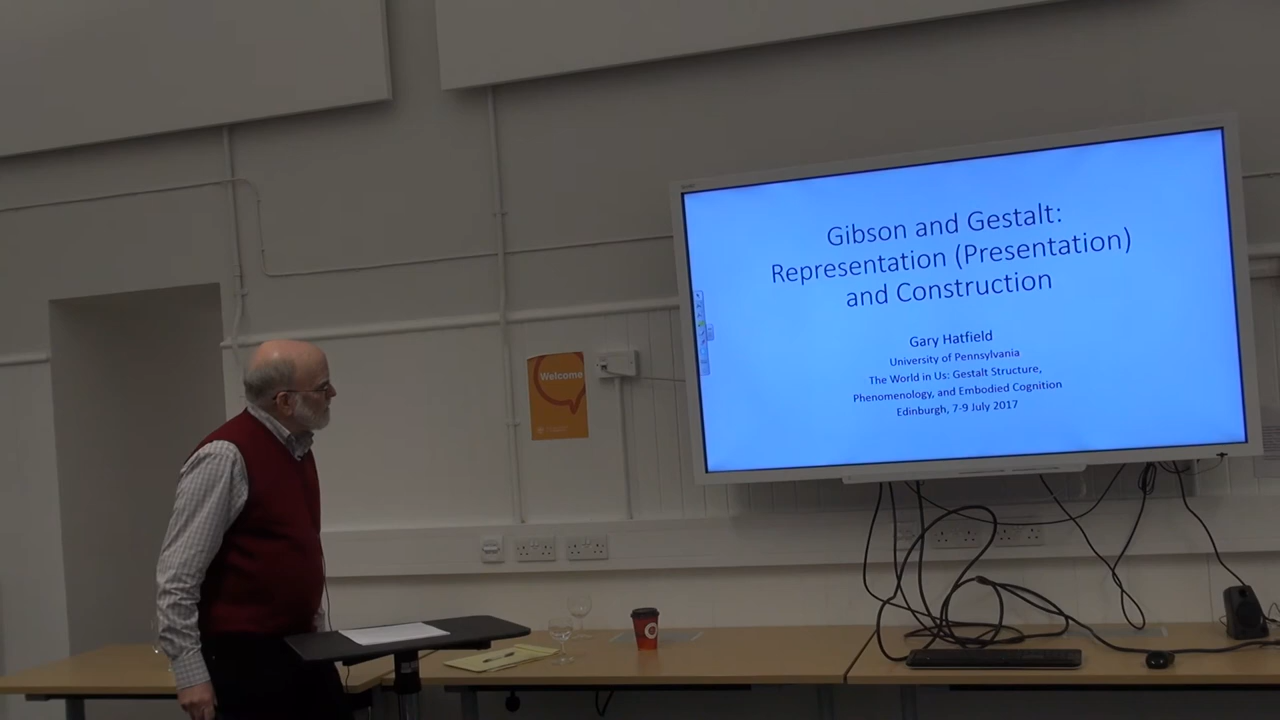 Gibson and Gestalt:
Representation (Presentation)
and Construction
Gary Hatfield
University of Pennsylvania
The World in Us: Gestalt Structure,
Phenomenology, and Embodied Cognition
Edinburgh, 7-9 July 2017
Welcome